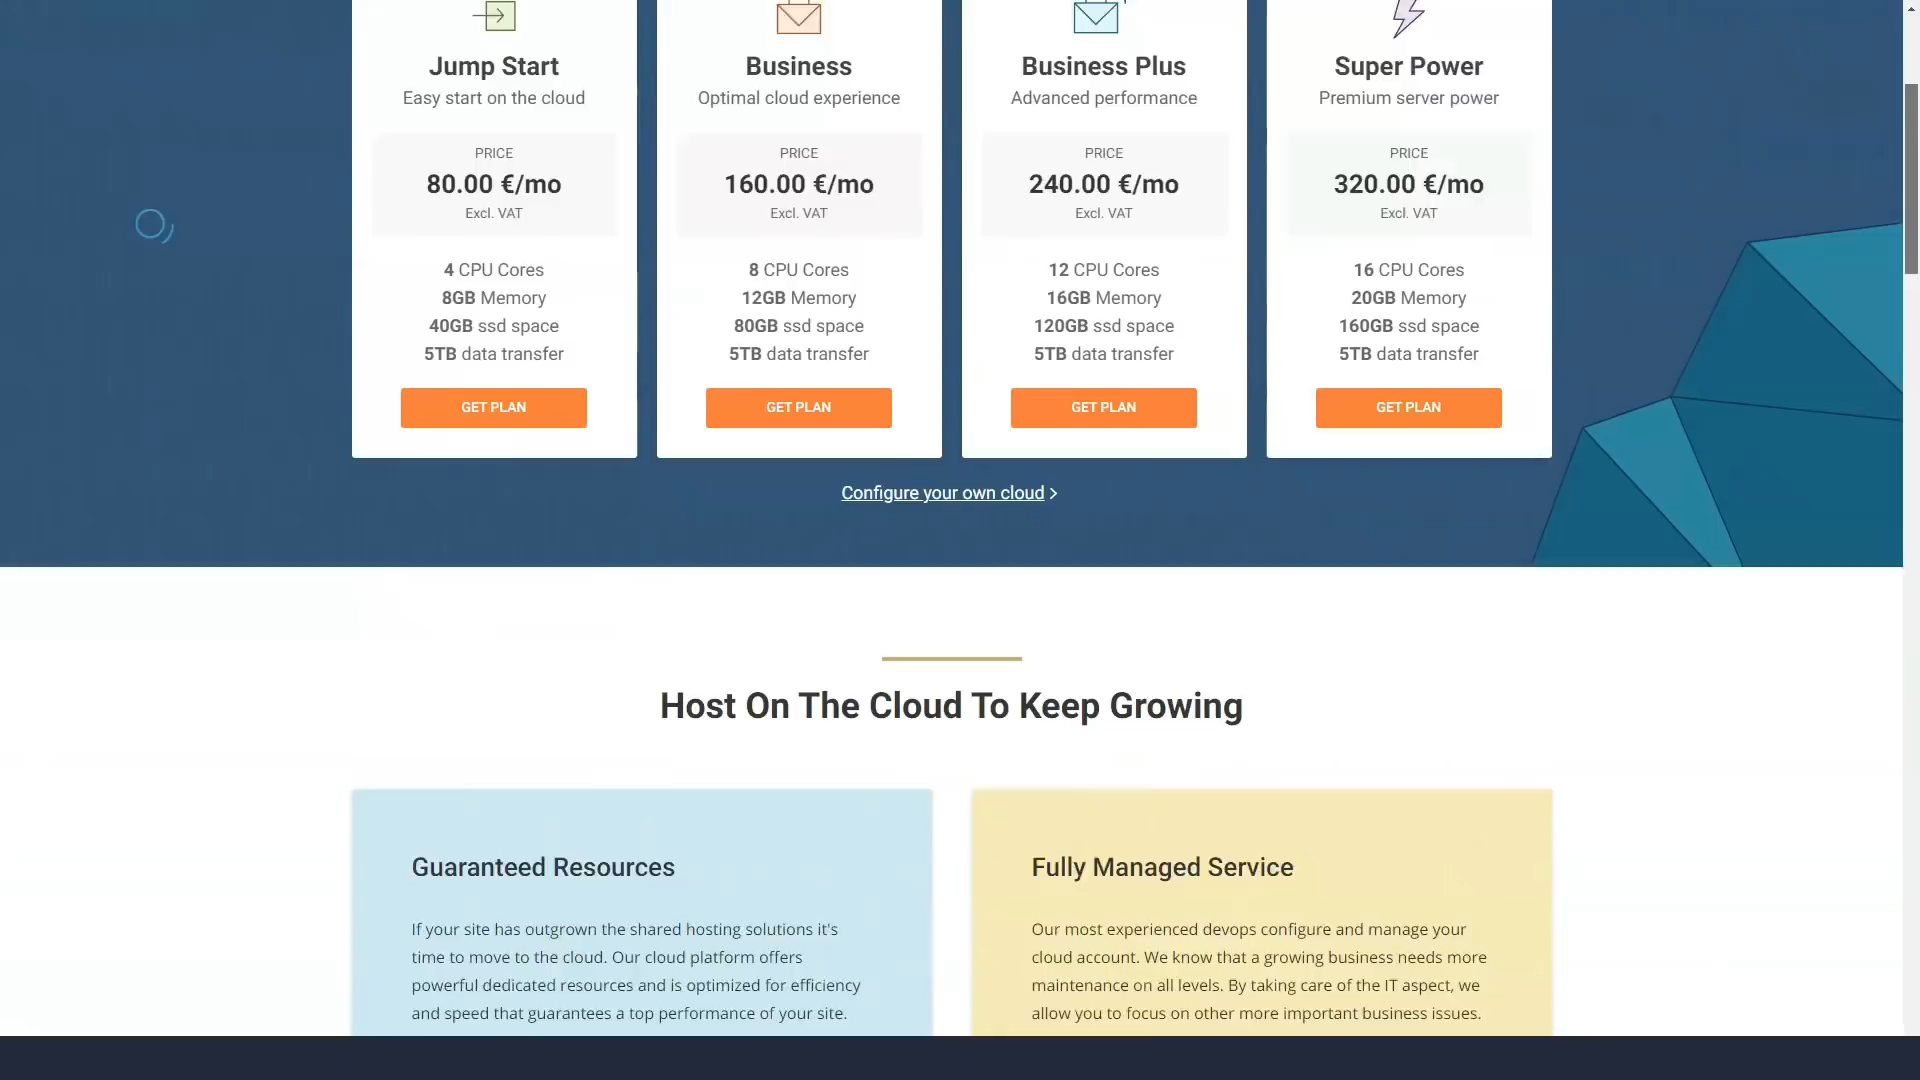 Jump Start
Easy start on the cloud
PRICE
80.00 €/mo
Excl. VAT
4 CPU Cores
8GB Memory
40GB ssd space
5TB data transfer
GET PLAN
Business
Optimal cloud experience
PRICE
160.00 €/mo
Excl. VAT
8 CPU Cores
12GB Memory
80GB ssd space
5TB data transfer
GET PLAN
Business Plus
Advanced performance
PRICE
240.00 €/mo
Excl. VAT
12 CPU Cores
16GB Memory
120GB ssd space
5TB data transfer
GET PLAN
Super Power
Premium server power
PRICE
320.00 €/mo
Excl. VAT
16 CPU Cores
20GB Memory
160GB ssd space
5TB data transfer
GET PLAN
Configure your own cloud >
Host On The Cloud To Keep Growing
Guaranteed Resources
If your site has outgrown the shared hosting solutions it's
time to move to the cloud. Our cloud platform offers
powerful dedicated resources and is optimized for efficiency
and speed that guarantees a top performance of your site.
Fully Managed Service
Our most experienced devops configure and manage your
cloud account. We know that a growing business needs more
maintenance on all levels. By taking care of the IT aspect, we
allow you to focus on other more important business issues.